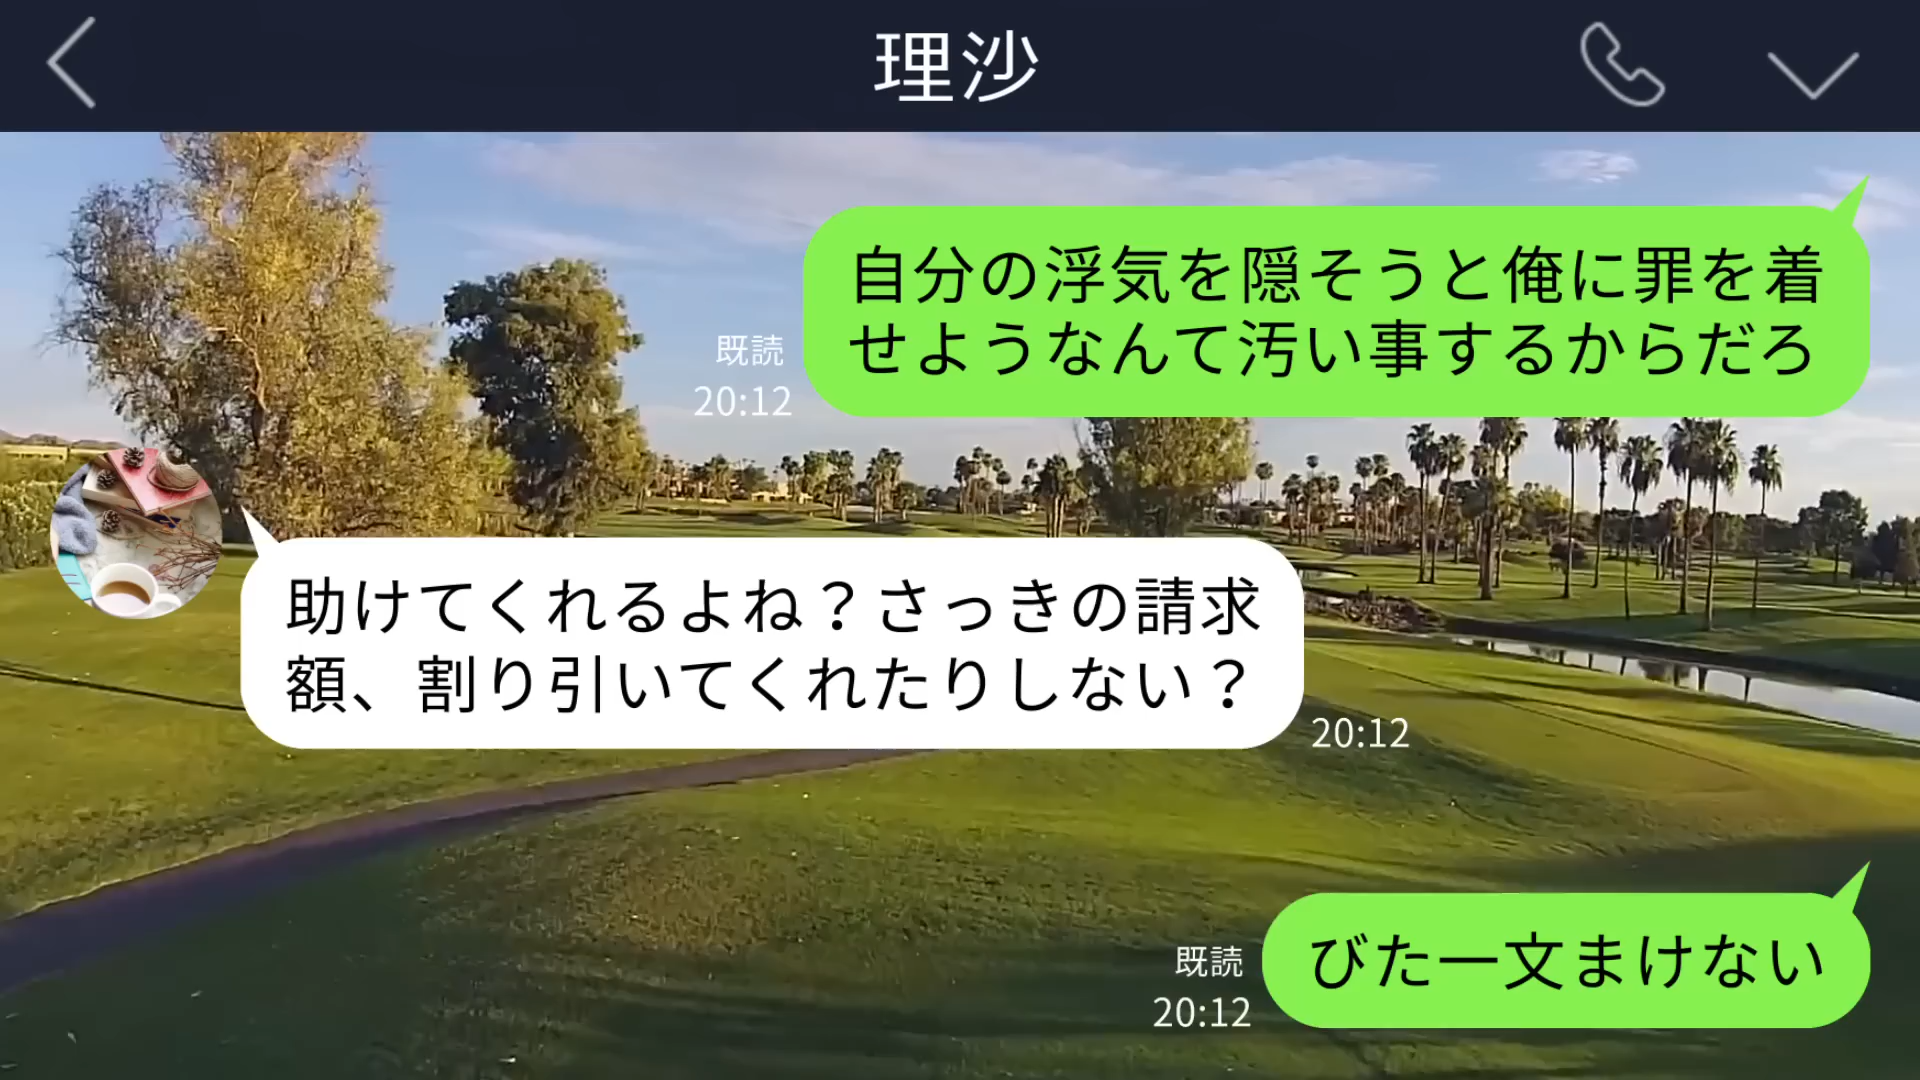 理沙
自分の浮気を隠そうと俺に罪を着
せようなんて汚い事するからだろ
既読
20:12
助けてくれるよね？さっきの請求
額、割り引いてくれたりしない？
20:12
びた一文まけない
既読
20:12